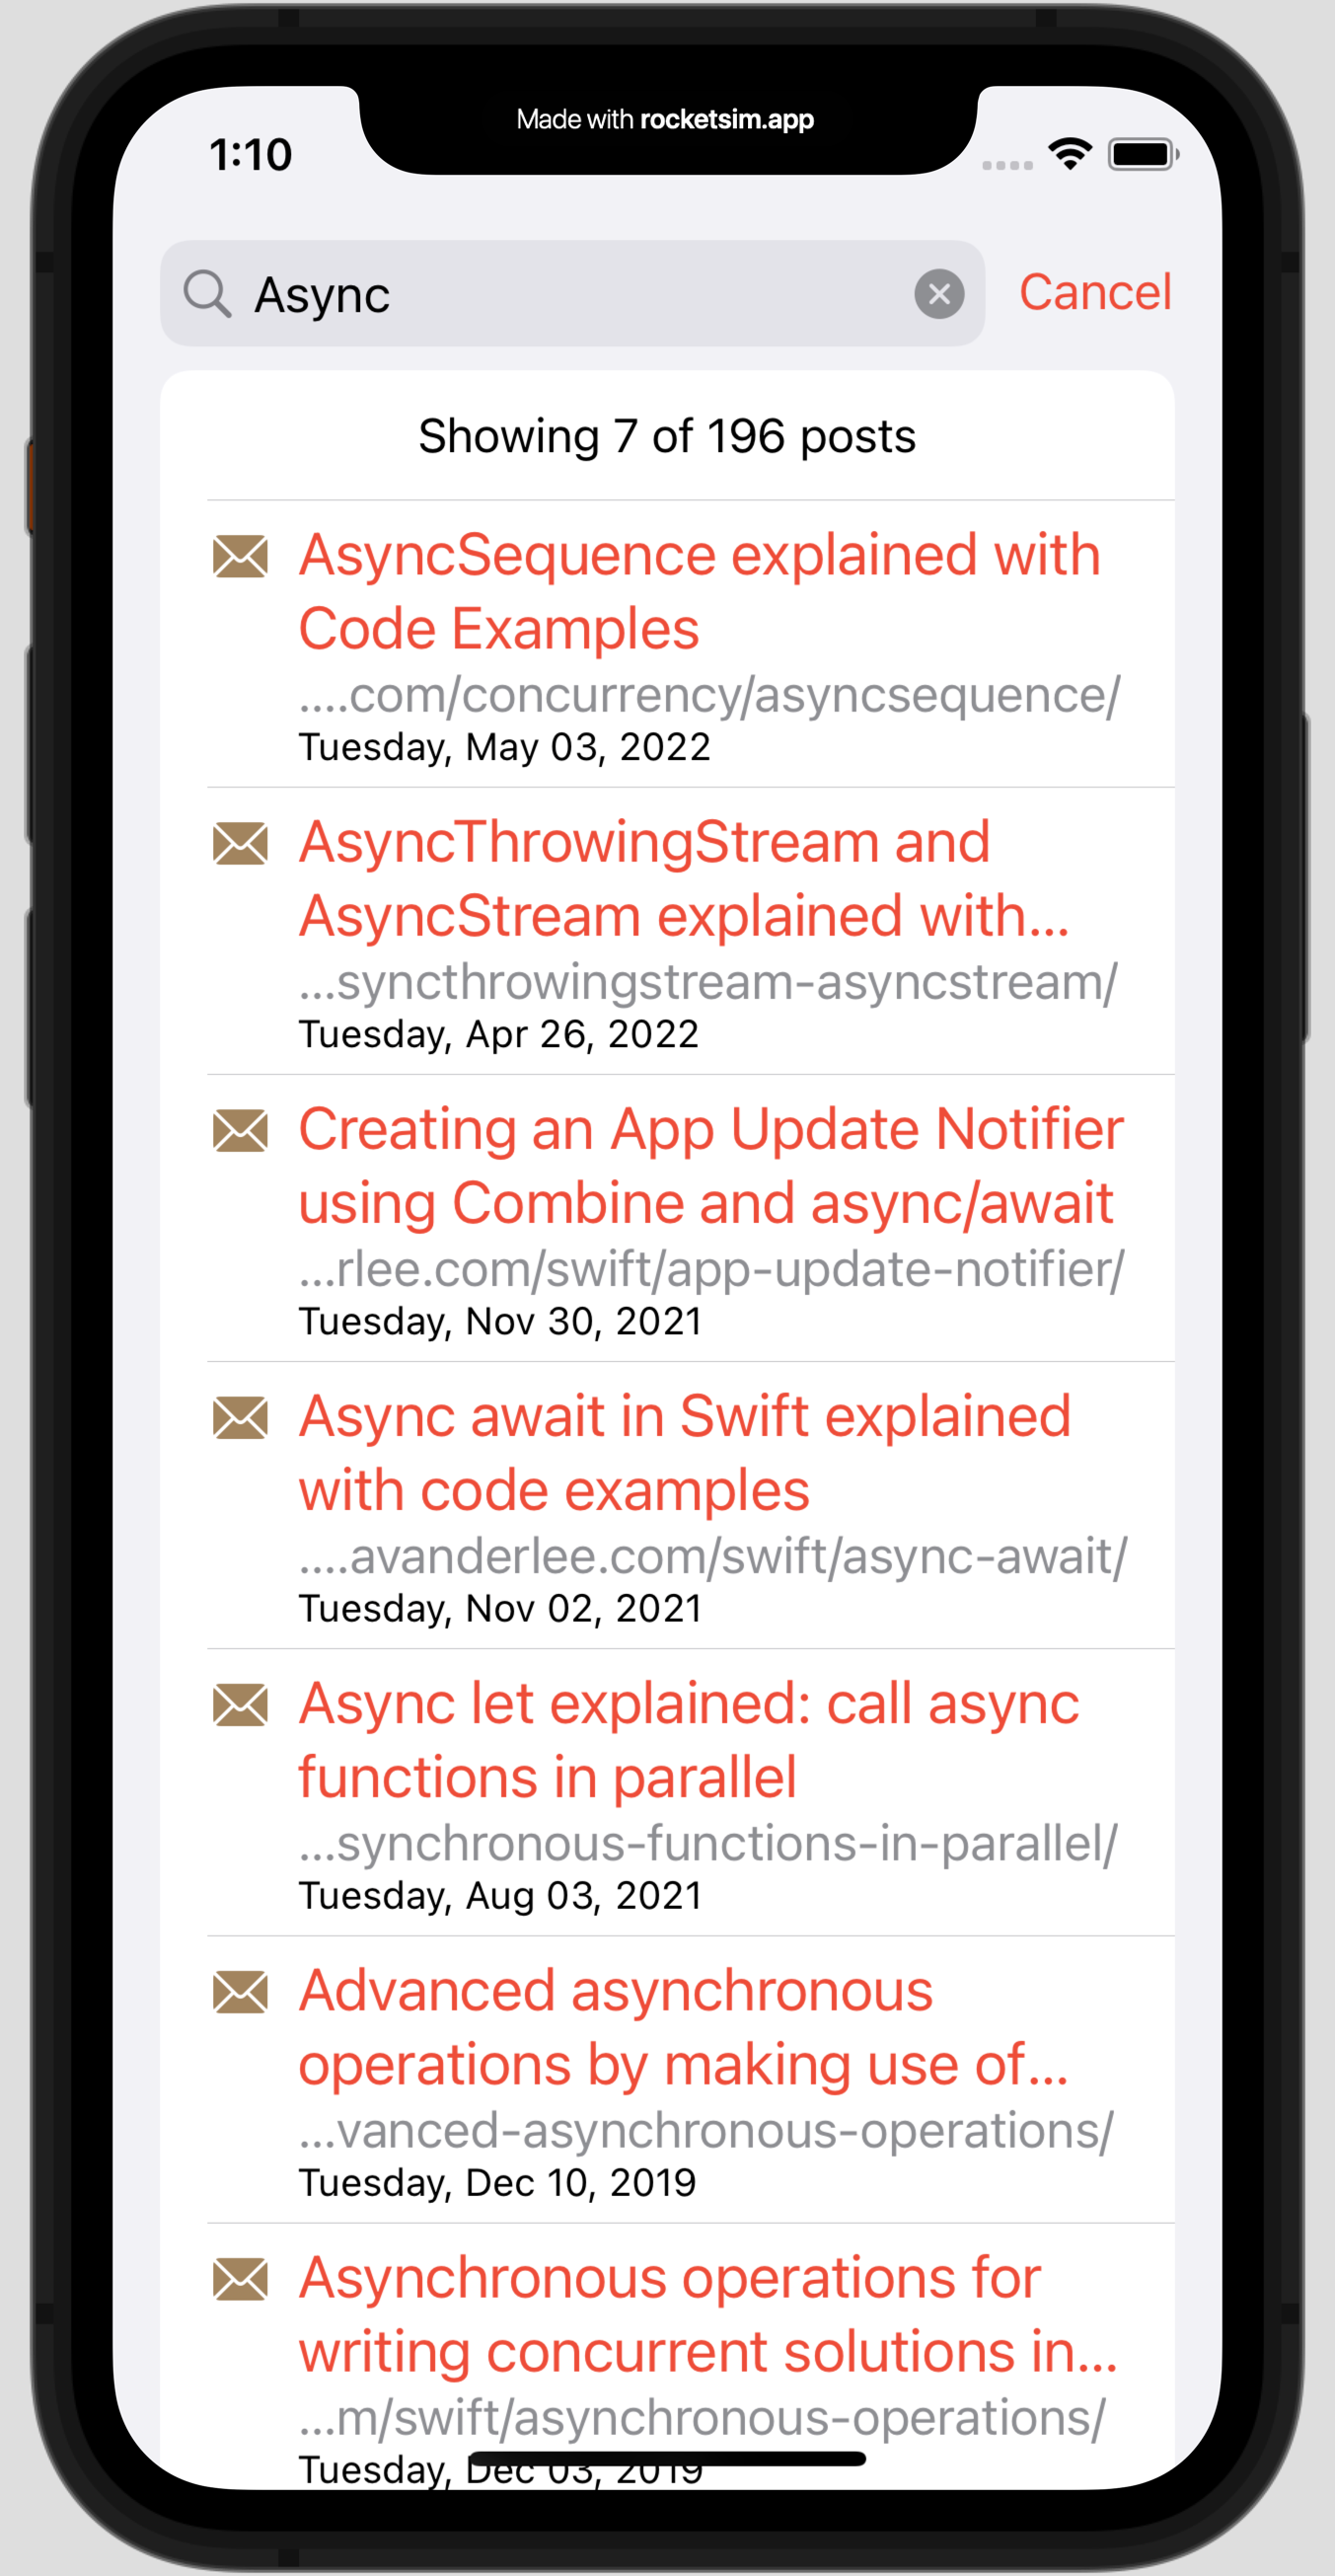 Made with rocketsim.app
1:10
Async
Cancel
Showing 7 of 196 posts
AsyncSequence explained with
Code Examples
....com/concurrency/asyncsequence/
Tuesday, May 03, 2022
AsyncThrowingStream and
AsyncStream explained with...
...syncthrowingstream-asyncstream/
Tuesday, Apr 26, 2022
Creating an App Update Notifier
using Combine and async/await
...rlee.com/swift/app-update-notifier/
Tuesday, Nov 30, 2021
Async await in Swift explained
with code examples
....avanderlee.com/swift/async-await/
Tuesday, Nov 02, 2021
Async let explained: call async
functions in parallel
...synchronous-functions-in-parallel/
Tuesday, Aug 03, 2021
Advanced asynchronous
operations by making use of...
...vanced-asynchronous-operations/
Tuesday, Dec 10, 2019
Asynchronous operations for
writing concurrent solutions in...
...m/swift/asynchronous-operations/
Tuesday, Dec 03, 2019